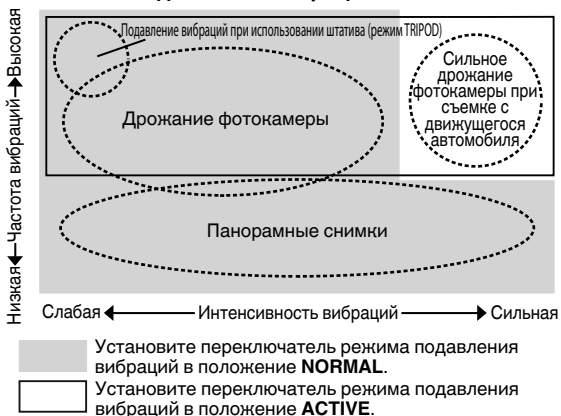 Подавление вибраций при использовании штатива (режим TRIPOD)
Сильное
дрожание
фотокамеры при
съемке с
движущегося
автомобиля
Дрожание фотокамеры
Панорамные снимки
Низкая Частота вибраций Высокая
Слабая Интенсивность вибраций Сильная
Установите переключатель режима подавления
вибраций в положение NORMAL.
Установите переключатель режима подавления
вибраций в положение ACTIVE.